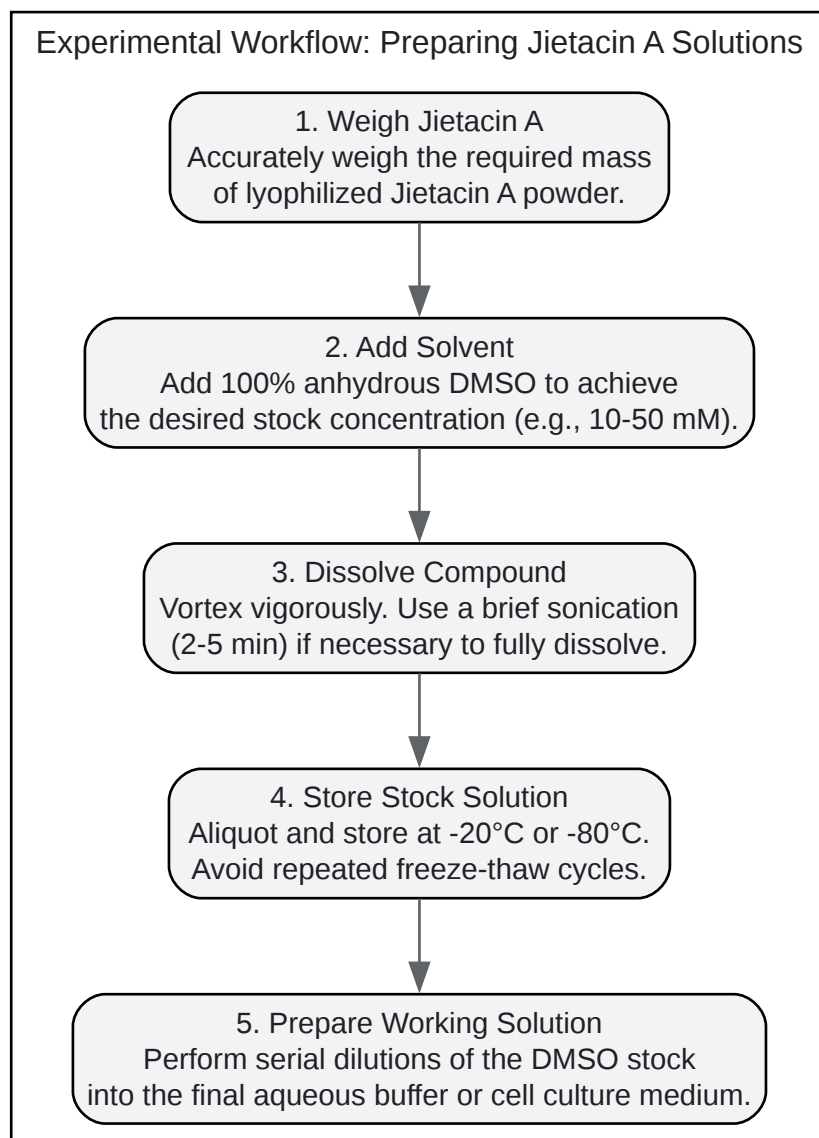 Experimental Workflow: Preparing Jietacin A Solutions
1. Weigh Jietacin A
Accurately weigh the required mass
of lyophilized Jietacin A powder.
2. Add Solvent
Add 100% anhydrous DMSO to achieve
the desired stock concentration (e.g., 10-50 mM).
3. Dissolve Compound
Vortex vigorously. Use a brief sonication
(2-5 min) if necessary to fully dissolve.
4. Store Stock Solution
Aliquot and store at -20°C or -80°C.
Avoid repeated freeze-thaw cycles.
5. Prepare Working Solution
Perform serial dilutions of the DMSO stock
into the final aqueous buffer or cell culture medium.